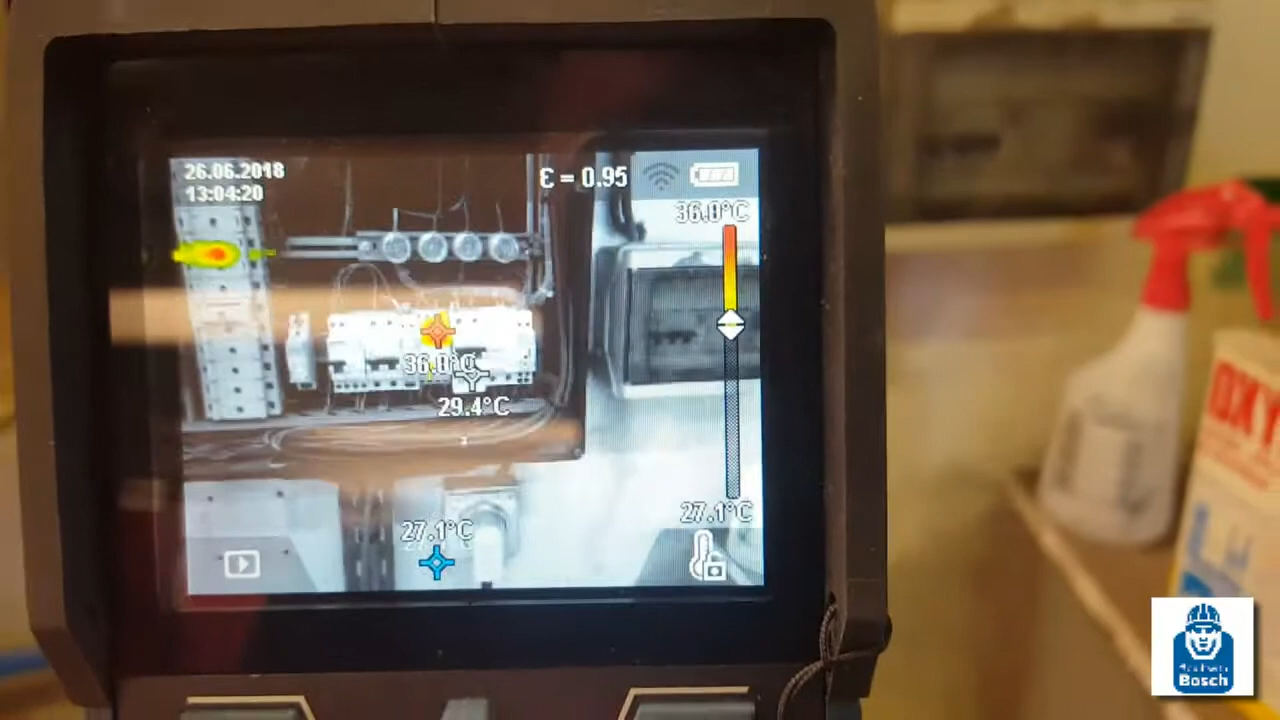 26.06.2018
13:04:20
ε = 0.95
36.0°C
36.0°C
29.4°C
27.1°C
27.1°C
OXY
Bosch